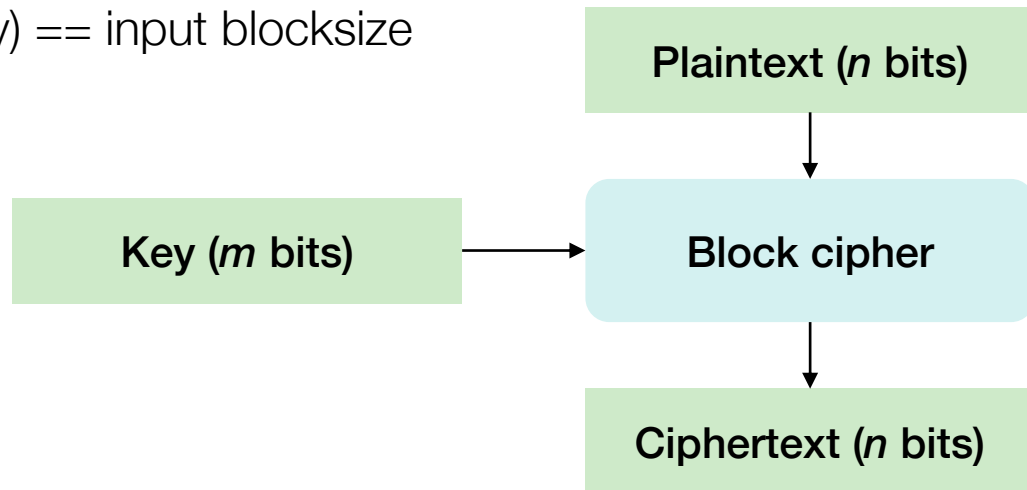 y) == input blocksize
Plaintext (n bits)
Key (m bits)
Block cipher
Ciphertext (n bits)